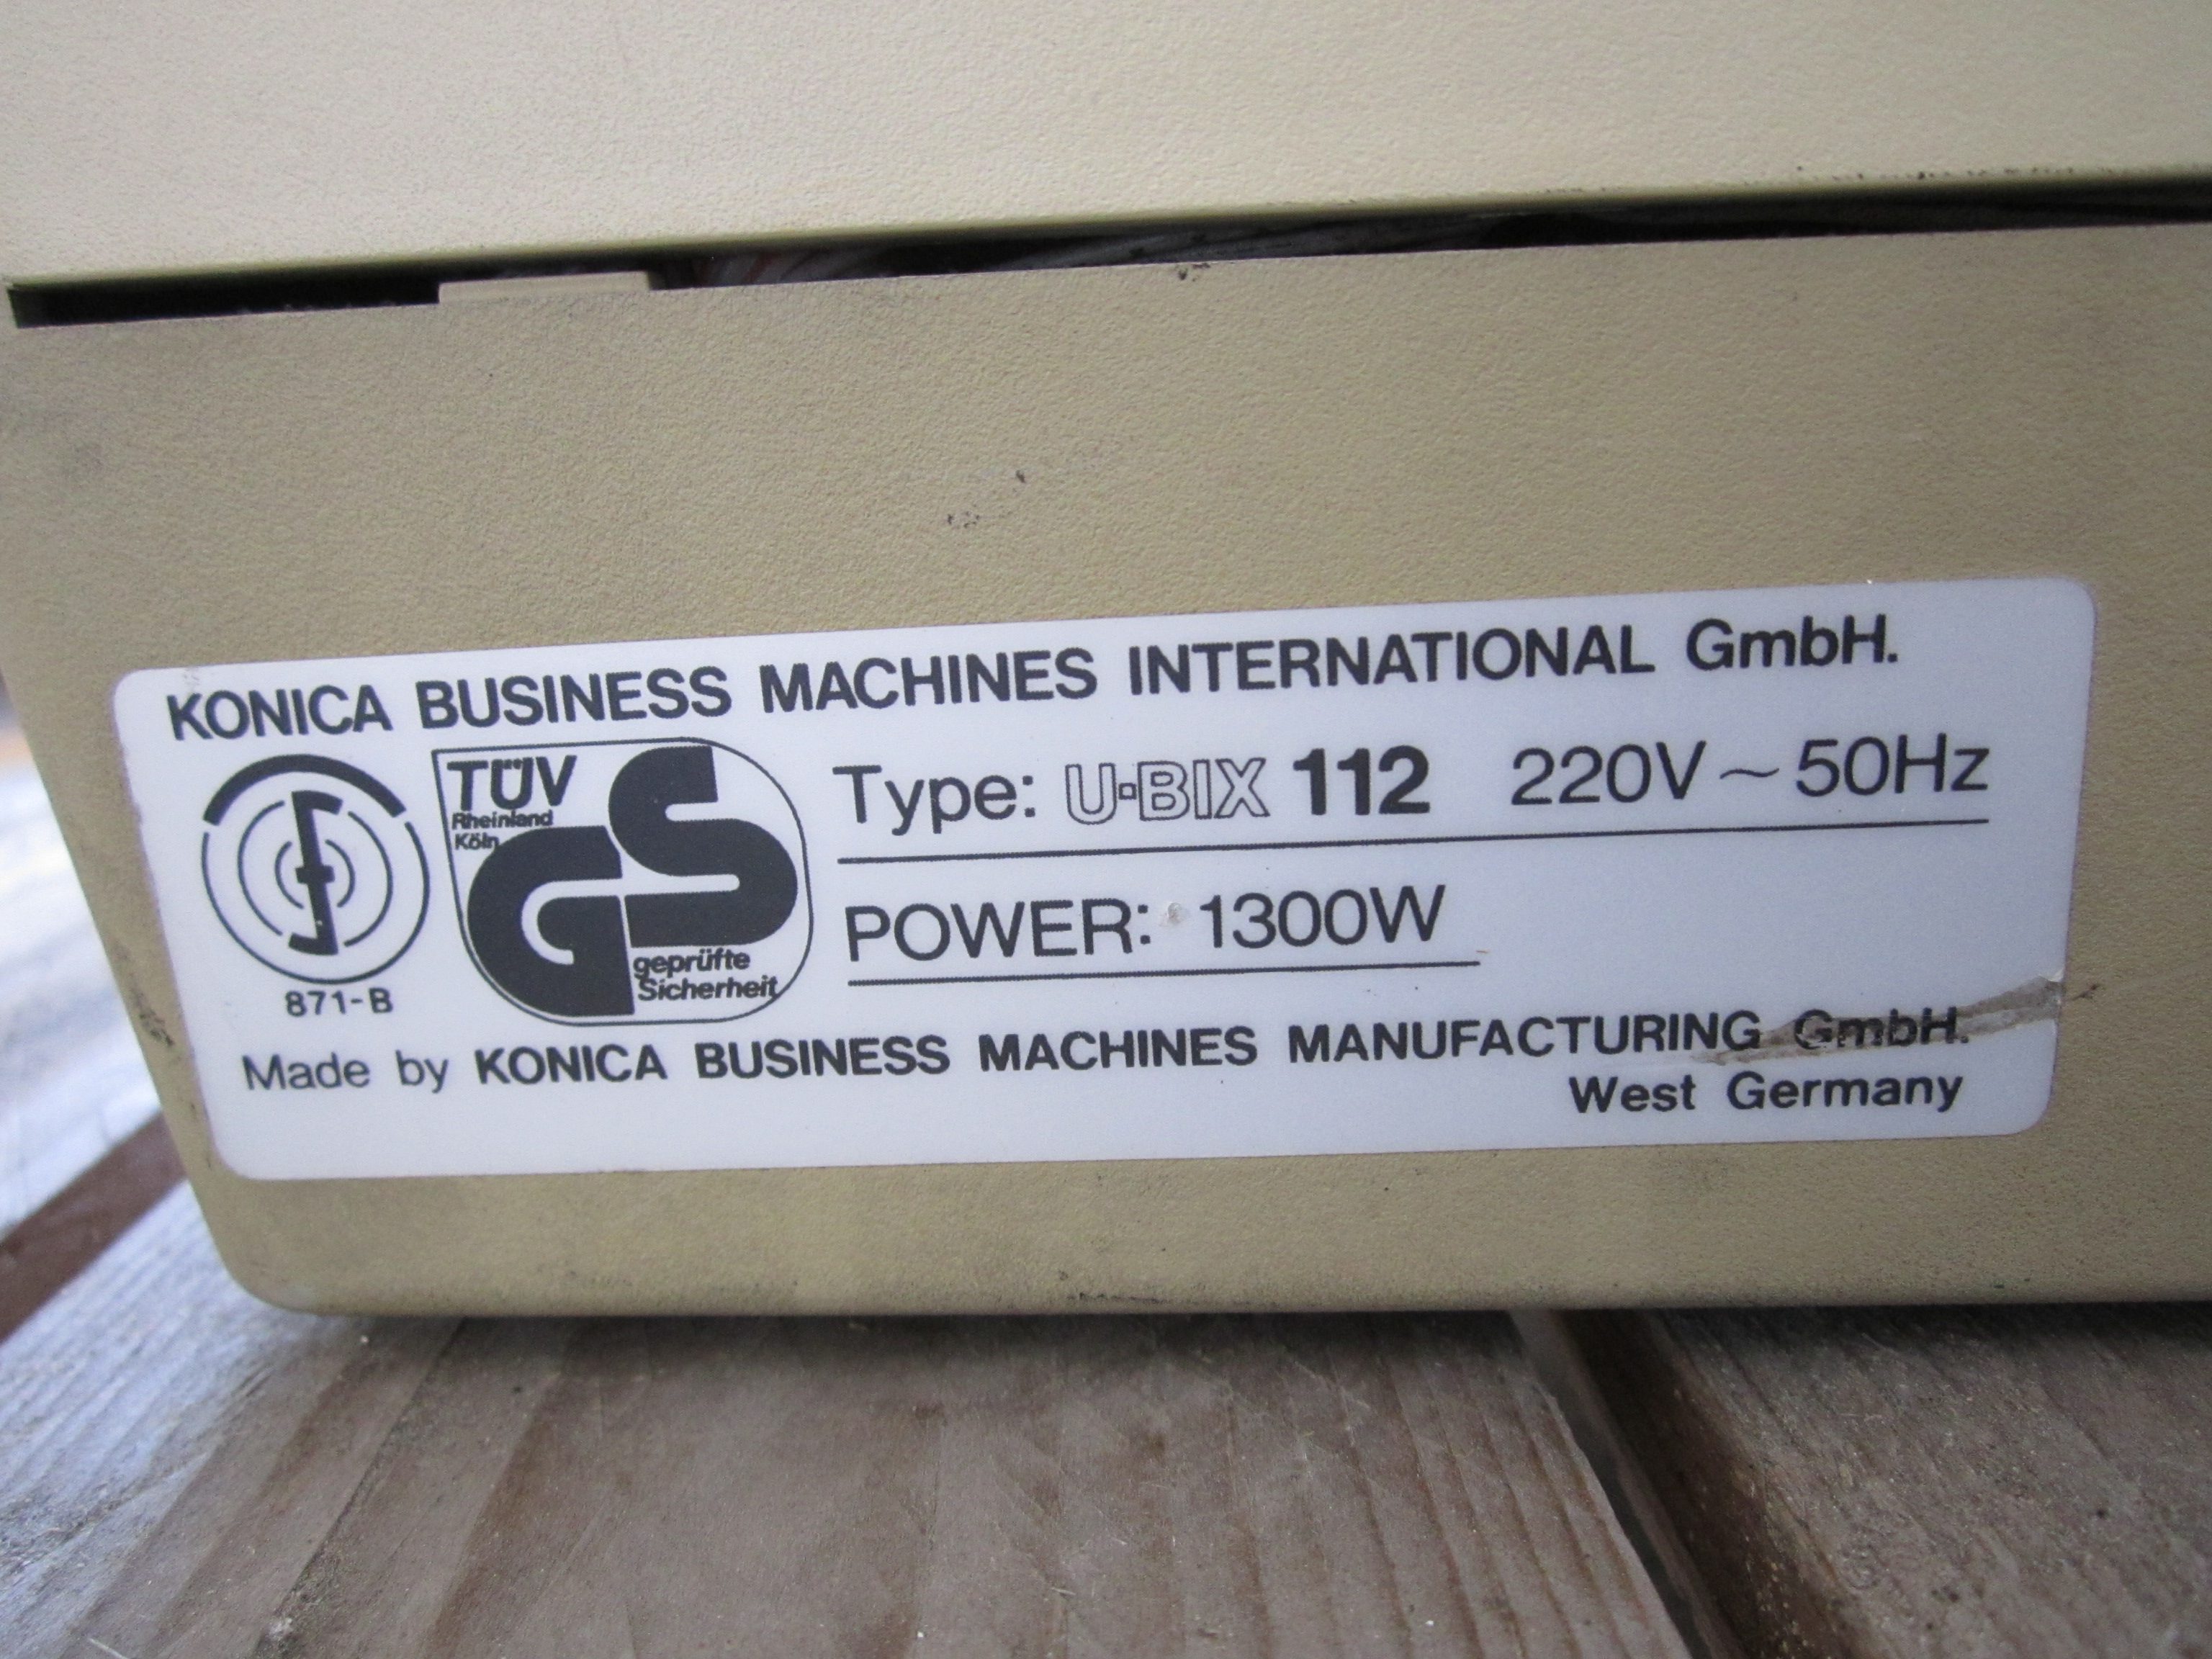 KONICA BUSINESS MACHINES INTERNATIONAL GmbH.
TÜV
Rheinland
Köln
GS
geprüfte
Sicherheit
871-B
Type: U-BIX 112 220V ~ 50Hz
POWER: 1300W
Made by KONICA BUSINESS MACHINES MANUFACTURING GmbH.
West Germany